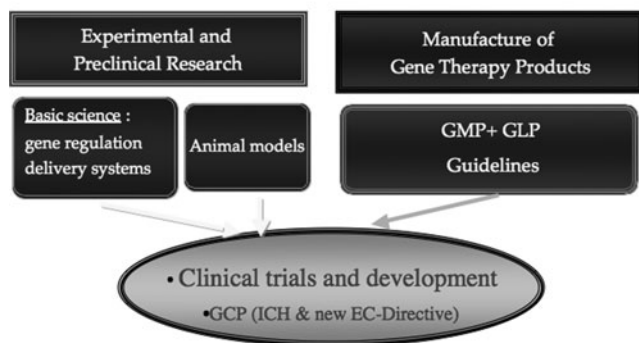 Experimental and
Preclinical Research
Manufacture of
Gene Therapy Products
Basic science :
gene regulation
delivery systems
Animal models
GMP+ GLP
Guidelines
• Clinical trials and development
•GCP (ICH & new EC-Directive)